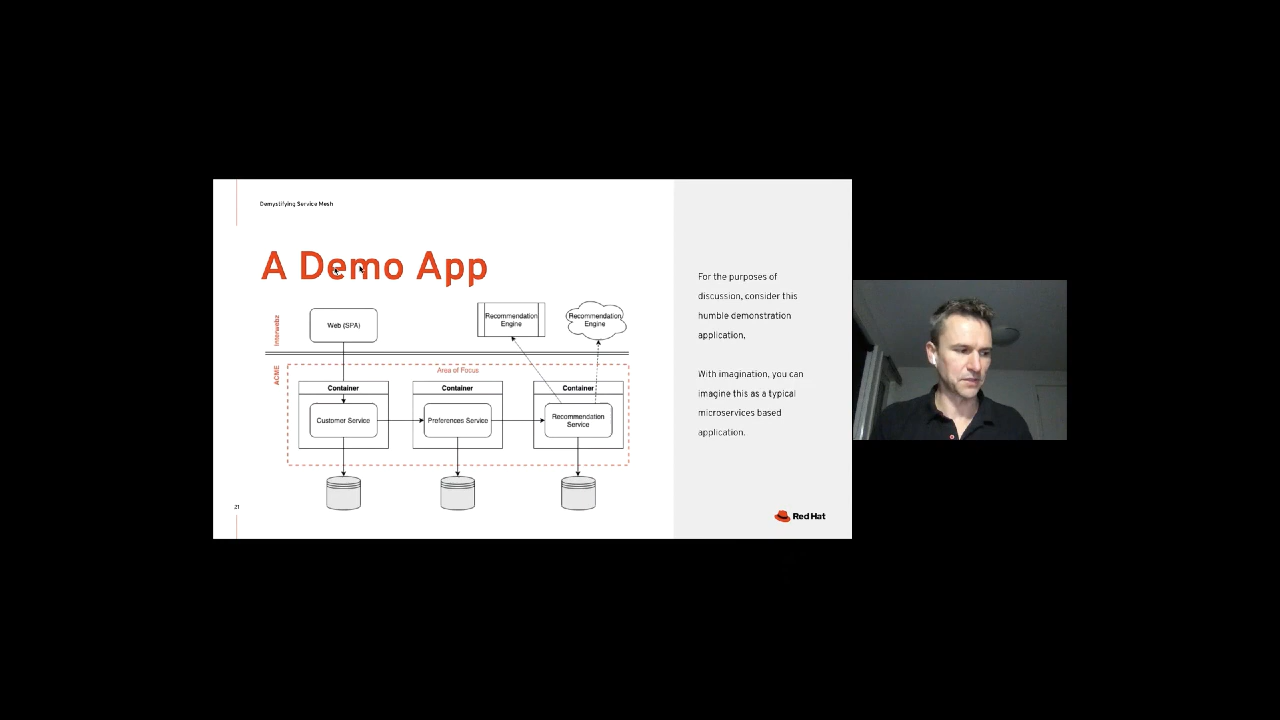 Demystifying Service Mesh
A Demo App
Interwebz
Web (SPA)
Recommendation
Engine
Recommendation
Engine
ACME
Area of Focus
Container
Container
Container
Customer Service
Preferences Service
Recommendation
Service
21
For the purposes of
discussion, consider this
humble demonstration
application,
With imagination, you can
imagine this as a typical
microservices based
application.
Red Hat